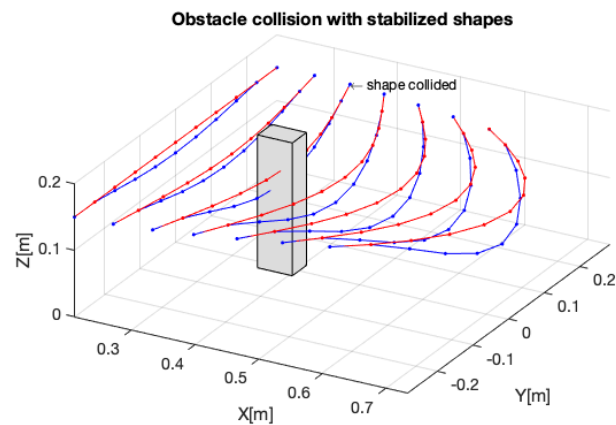 Obstacle collision with stabilized shapes
← shape collided
0.2
0.1
0
Z[m]
0.3
0.4
0.5
0.6
0.7
X[m]
-0.2
-0.1
0
0.1
0.2
Y[m]